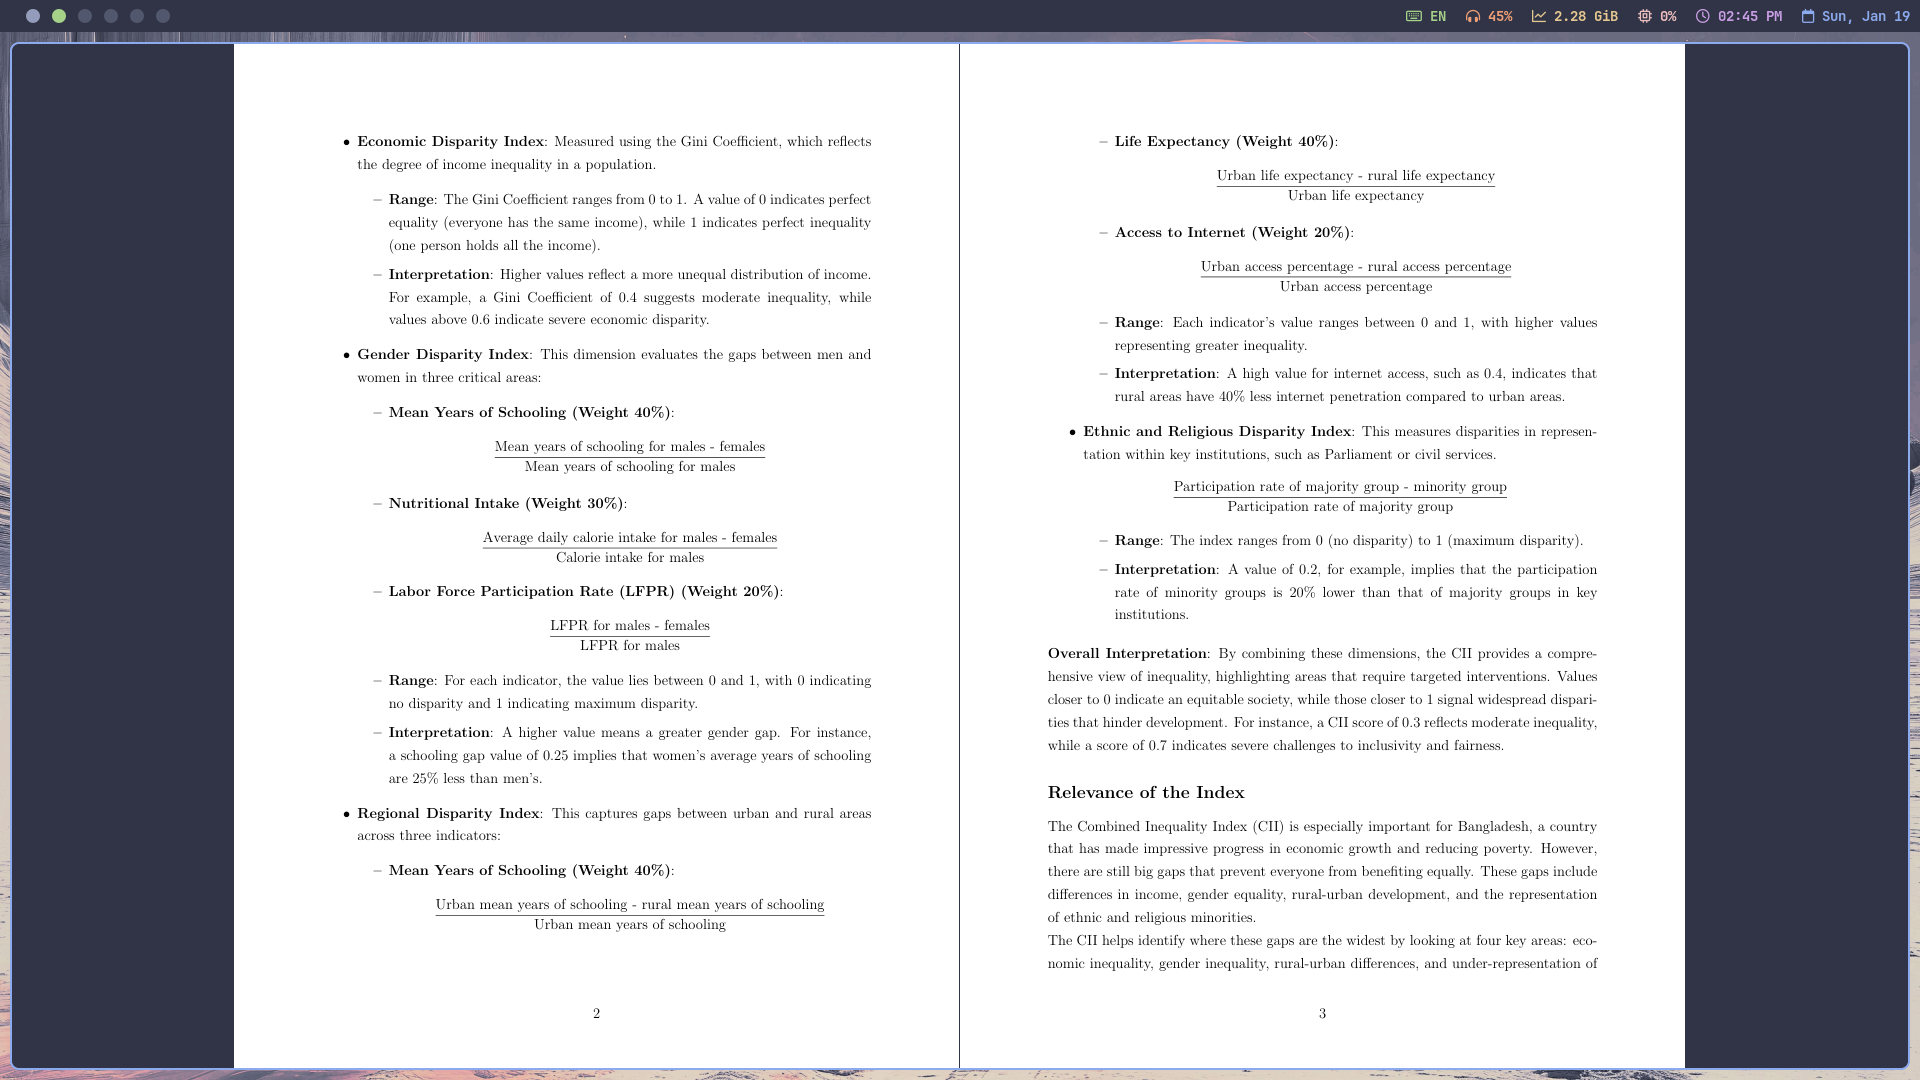 EN 45% 2.28 GiB 0% 02:45 PM Sun, Jan 19
• Economic Disparity Index: Measured using the Gini Coefficient, which reflects
the degree of income inequality in a population.
– Range: The Gini Coefficient ranges from 0 to 1. A value of 0 indicates perfect
equality (everyone has the same income), while 1 indicates perfect inequality
(one person holds all the income).
– Interpretation: Higher values reflect a more unequal distribution of income.
For example, a Gini Coefficient of 0.4 suggests moderate inequality, while
values above 0.6 indicate severe economic disparity.
• Gender Disparity Index: This dimension evaluates the gaps between men and
women in three critical areas:
– Mean Years of Schooling (Weight 40%):
Mean years of schooling for males - females
Mean years of schooling for males
– Nutritional Intake (Weight 30%):
Average daily calorie intake for males - females
Calorie intake for males
– Labor Force Participation Rate (LFPR) (Weight 20%):
LFPR for males - females
LFPR for males
– Range: For each indicator, the value lies between 0 and 1, with 0 indicating
no disparity and 1 indicating maximum disparity.
– Interpretation: A higher value means a greater gender gap. For instance,
a schooling gap value of 0.25 implies that women's average years of schooling
are 25% less than men's.
• Regional Disparity Index: This captures gaps between urban and rural areas
across three indicators:
– Mean Years of Schooling (Weight 40%):
Urban mean years of schooling - rural mean years of schooling
Urban mean years of schooling
2
– Life Expectancy (Weight 40%):
Urban life expectancy - rural life expectancy
Urban life expectancy
– Access to Internet (Weight 20%):
Urban access percentage - rural access percentage
Urban access percentage
– Range: Each indicator's value ranges between 0 and 1, with higher values
representing greater inequality.
– Interpretation: A high value for internet access, such as 0.4, indicates that
rural areas have 40% less internet penetration compared to urban areas.
• Ethnic and Religious Disparity Index: This measures disparities in represen-
tation within key institutions, such as Parliament or civil services.
Participation rate of majority group - minority group
Participation rate of majority group
– Range: The index ranges from 0 (no disparity) to 1 (maximum disparity).
– Interpretation: A value of 0.2, for example, implies that the participation
rate of minority groups is 20% lower than that of majority groups in key
institutions.
Overall Interpretation: By combining these dimensions, the CII provides a compre-
hensive view of inequality, highlighting areas that require targeted interventions. Values
closer to 0 indicate an equitable society, while those closer to 1 signal widespread dispari-
ties that hinder development. For instance, a CII score of 0.3 reflects moderate inequality,
while a score of 0.7 indicates severe challenges to inclusivity and fairness.
Relevance of the Index
The Combined Inequality Index (CII) is especially important for Bangladesh, a country
that has made impressive progress in economic growth and reducing poverty. However,
there are still big gaps that prevent everyone from benefiting equally. These gaps include
differences in income, gender equality, rural-urban development, and the representation
of ethnic and religious minorities.
The CII helps identify where these gaps are the widest by looking at four key areas: eco-
nomic inequality, gender inequality, rural-urban differences, and under-representation of
3